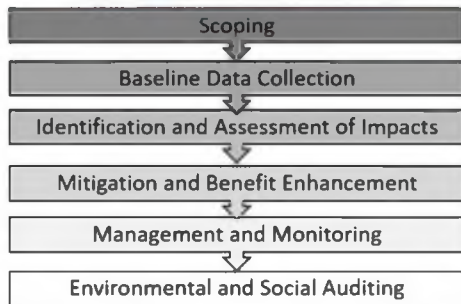 Scoping
Baseline Data Collection
Identification and Assessment of Impacts
Mitigation and Benefit Enhancement
Management and Monitoring
Environmental and Social Auditing